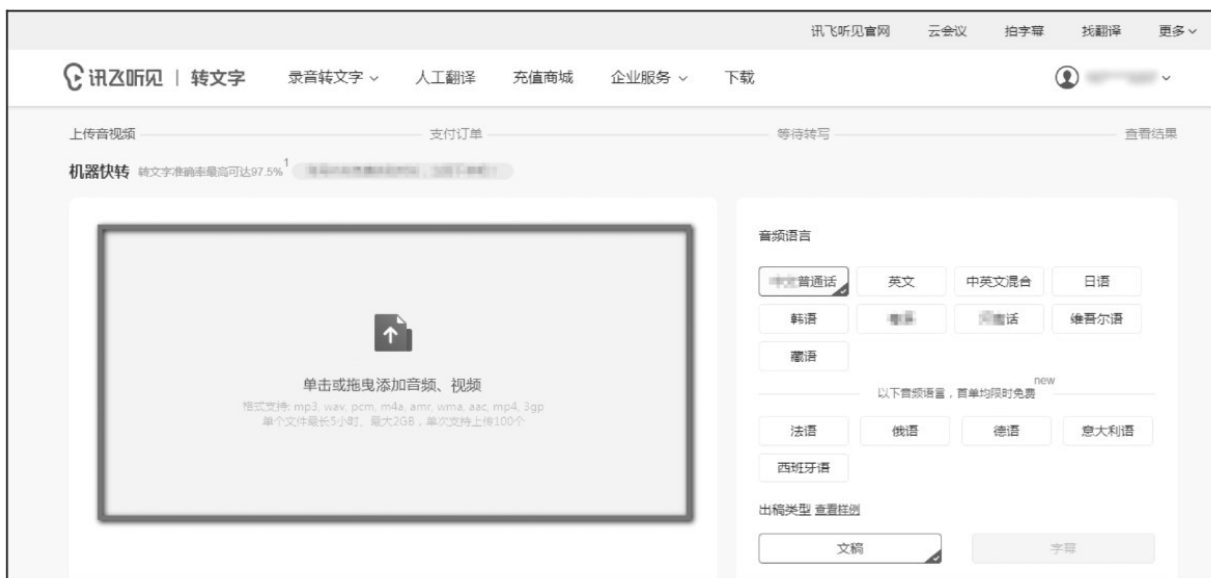 讯飞听见官网 云会议 拍字幕 找翻译 更多
讯飞听见 | 转文字 录音转文字 人工翻译 充值商城 企业服务 下载
上传音视频 支付订单 等待转写 查看结果
机器快转 转文字准确率最高可达97.5%1
单击或拖曳添加音频、视频
格式支持: mp3, wav, pcm, m4a, amr, wma, aac, mp4, 3gp
单个文件最长5小时、最大2GB，单次支持上传100个
音频语言
普通话 英文 中英文混合 日语
韩语 话 维吾尔语
藏语
以下音频语言，首单均限时免费 new
法语 俄语 德语 意大利语
西班牙语
出稿类型 查看样例
文稿 字幕